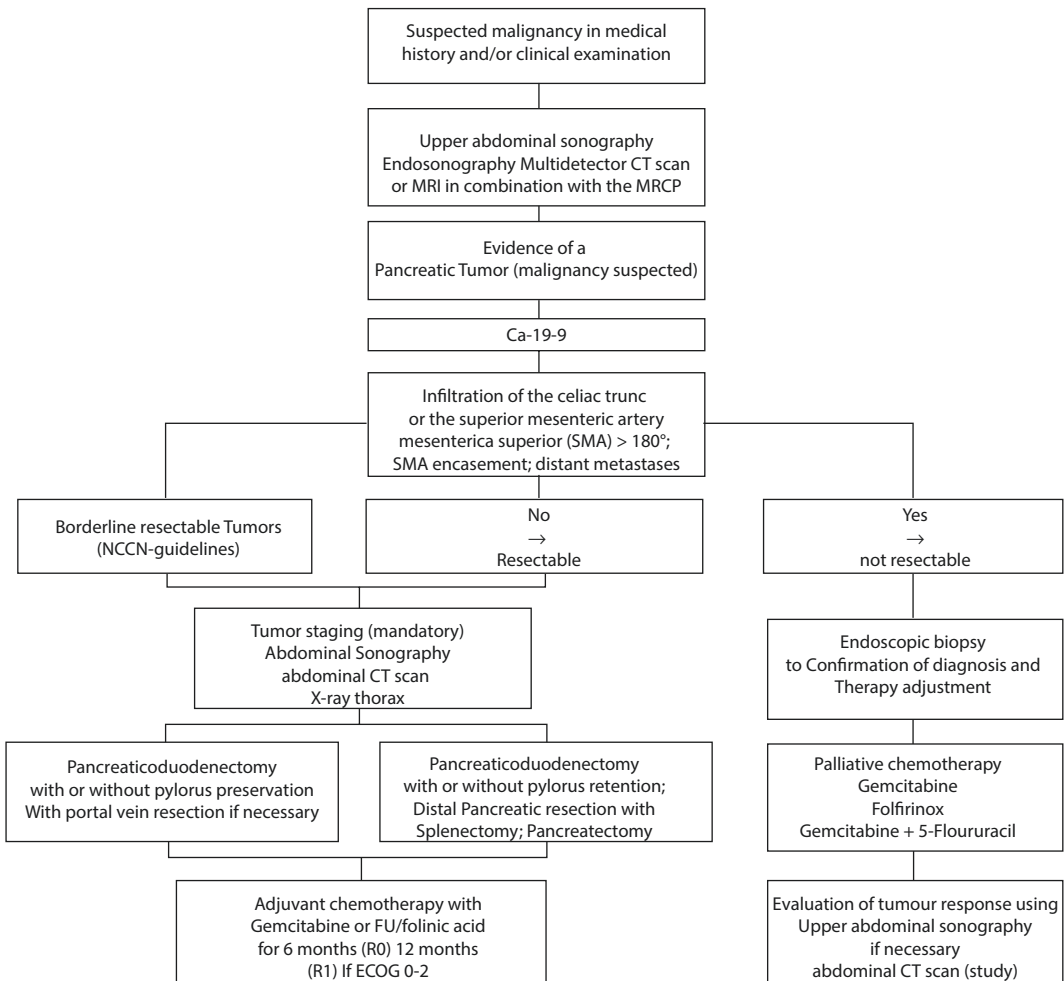 Suspected malignancy in medical
history and/or clinical examination
Upper abdominal sonography
Endosonography Multidetector CT scan
or MRI in combination with the MRCP
Evidence of a
Pancreatic Tumor (malignancy suspected)
Ca-19-9
Infiltration of the celiac trunc
or the superior mesenteric artery
mesenterica superior (SMA) > 180°;
SMA encasement; distant metastases
Borderline resectable Tumors
(NCCN-guidelines)
No
→
Resectable
Yes
→
not resectable
Tumor staging (mandatory)
Abdominal Sonography
abdominal CT scan
X-ray thorax
Endoscopic biopsy
to Confirmation of diagnosis and
Therapy adjustment
Pancreaticoduodenectomy
with or without pylorus preservation
With portal vein resection if necessary
Pancreaticoduodenectomy
with or without pylorus retention;
Distal Pancreatic resection with
Splenectomy; Pancreatectomy
Palliative chemotherapy
Gemcitabine
Folfirinox
Gemcitabine + 5-Floururacil
Adjuvant chemotherapy with
Gemcitabine or FU/folinic acid
for 6 months (R0) 12 months
(R1) If ECOG 0-2
Evaluation of tumour response using
Upper abdominal sonography
if necessary
abdominal CT scan (study)